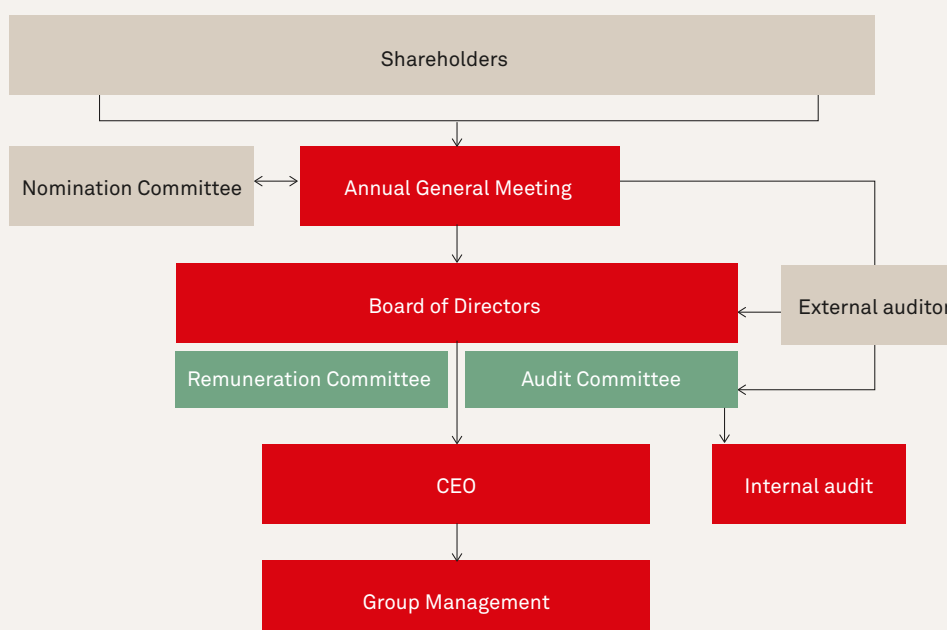 Shareholders
Nomination Committee
Annual General Meeting
Board of Directors
External auditor
Remuneration Committee
Audit Committee
CEO
Internal audit
Group Management